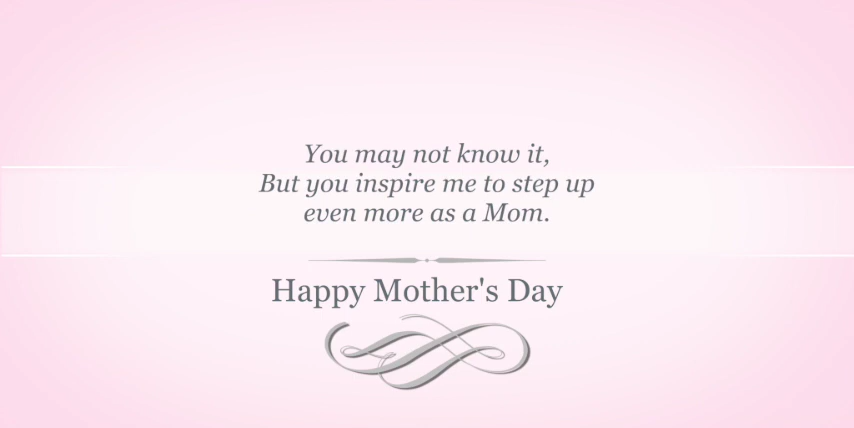 You may not know it,
But you inspire me to step up
even more as a Mom.
Happy Mother's Day